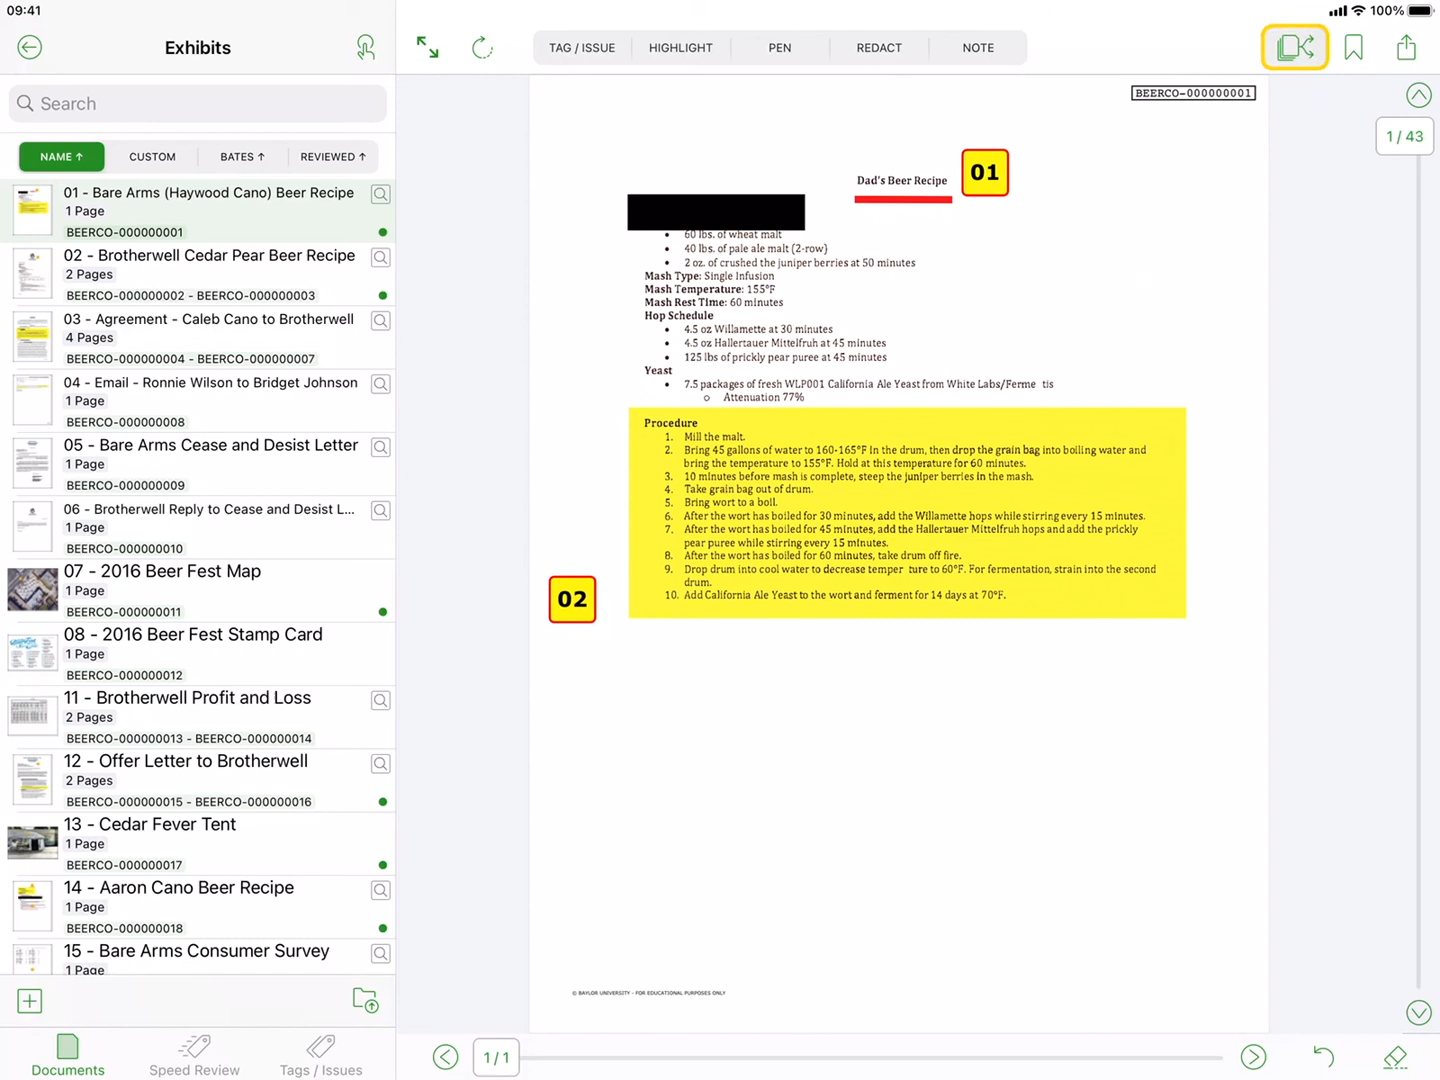 09:41
100%
Exhibits
TAG / ISSUE
HIGHLIGHT
PEN
REDACT
NOTE
Search
NAME ↑
CUSTOM
BATES ↑
REVIEWED ↑
01 - Bare Arms (Haywood Cano) Beer Recipe
1 Page
BEERCO-000000001
02 - Brotherwell Cedar Pear Beer Recipe
2 Pages
BEERCO-000000002 - BEERCO-000000003
03 - Agreement - Caleb Cano to Brotherwell
4 Pages
BEERCO-000000004 - BEERCO-000000007
04 - Email - Ronnie Wilson to Bridget Johnson
1 Page
BEERCO-000000008
05 - Bare Arms Cease and Desist Letter
1 Page
BEERCO-000000009
06 - Brotherwell Reply to Cease and Desist L...
1 Page
BEERCO-000000010
07 - 2016 Beer Fest Map
1 Page
BEERCO-000000011
08 - 2016 Beer Fest Stamp Card
1 Page
BEERCO-000000012
11 - Brotherwell Profit and Loss
2 Pages
BEERCO-000000013 - BEERCO-000000014
12 - Offer Letter to Brotherwell
2 Pages
BEERCO-000000015 - BEERCO-000000016
13 - Cedar Fever Tent
1 Page
BEERCO-000000017
14 - Aaron Cano Beer Recipe
1 Page
BEERCO-000000018
15 - Bare Arms Consumer Survey
1 Page
Documents
Speed Review
Tags / Issues
BEERCO-000000001
1 / 43
Dad's Beer Recipe
01
• 60 lbs. of wheat malt
• 40 lbs. of pale ale malt (2-row)
• 2 oz. of crushed the juniper berries at 50 minutes
Mash Type: Single Infusion
Mash Temperature: 155°F
Mash Rest Time: 60 minutes
Hop Schedule
• 4.5 oz Willamette at 30 minutes
• 4.5 oz Hallertauer Mittelfruh at 45 minutes
• 125 lbs of prickly pear puree at 45 minutes
Yeast
• 7.5 packages of fresh WLP001 California Ale Yeast from White Labs/Ferme tis
o Attenuation 77%
Procedure
1. Mill the malt.
2. Bring 45 gallons of water to 160-165°F in the drum, then drop the grain bag into boiling water and
bring the temperature to 155°F. Hold at this temperature for 60 minutes.
3. 10 minutes before mash is complete, steep the juniper berries in the mash.
4. Take grain bag out of drum.
5. Bring wort to a boil.
6. After the wort has boiled for 30 minutes, add the Willamette hops while stirring every 15 minutes.
7. After the wort has boiled for 45 minutes, add the Hallertauer Mittelfruh hops and add the prickly
pear puree while stirring every 15 minutes.
8. After the wort has boiled for 60 minutes, take drum off fire.
9. Drop drum into cool water to decrease temper ture to 60°F. For fermentation, strain into the second
drum.
10. Add California Ale Yeast to the wort and ferment for 14 days at 70°F.
02
© BAYLOR UNIVERSITY - FOR EDUCATIONAL PURPOSES ONLY
1 / 1